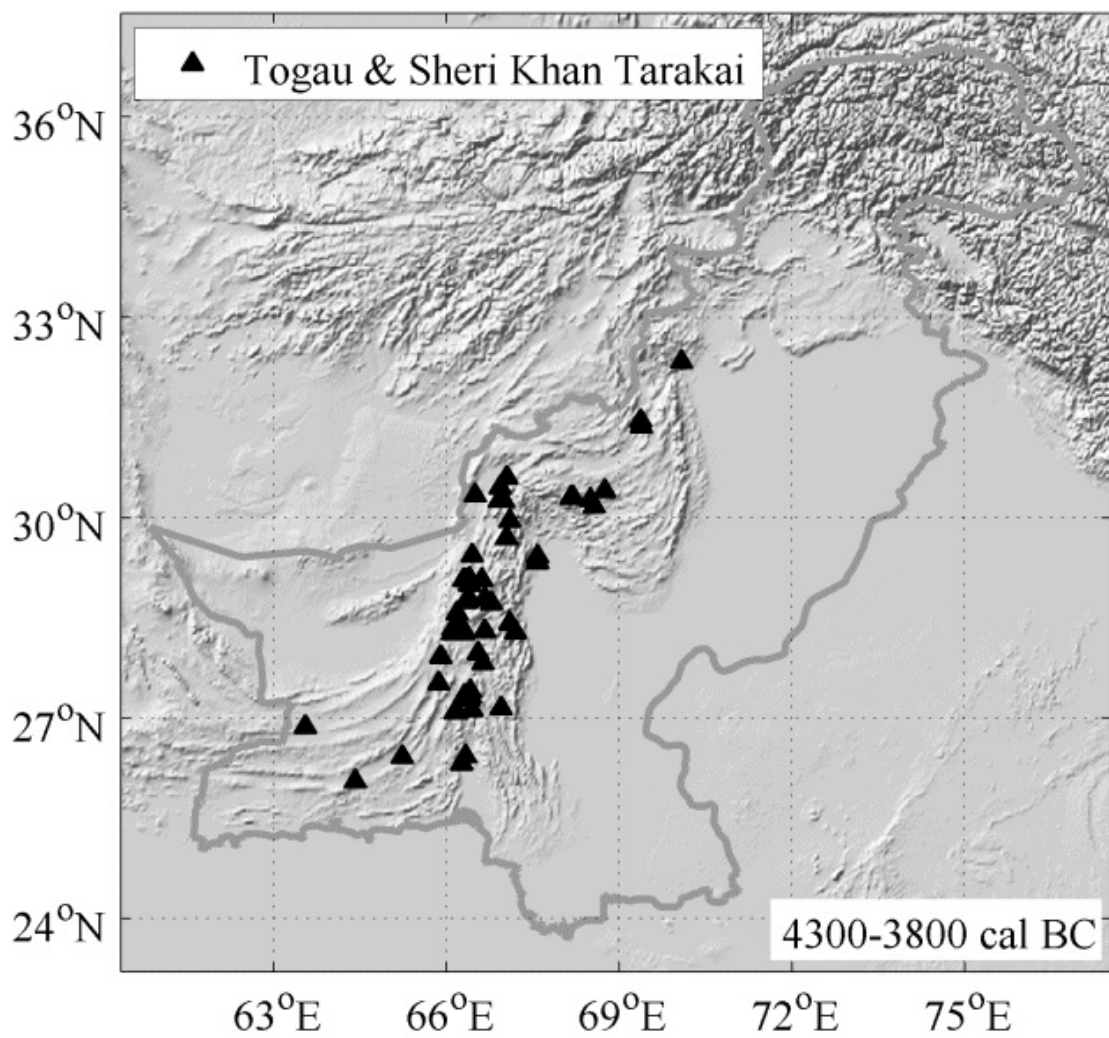 ▲ Togau & Sheri Khan Tarakai
36°N
33°N
30°N
27°N
24°N
4300-3800 cal BC
63°E 66°E 69°E 72°E 75°E